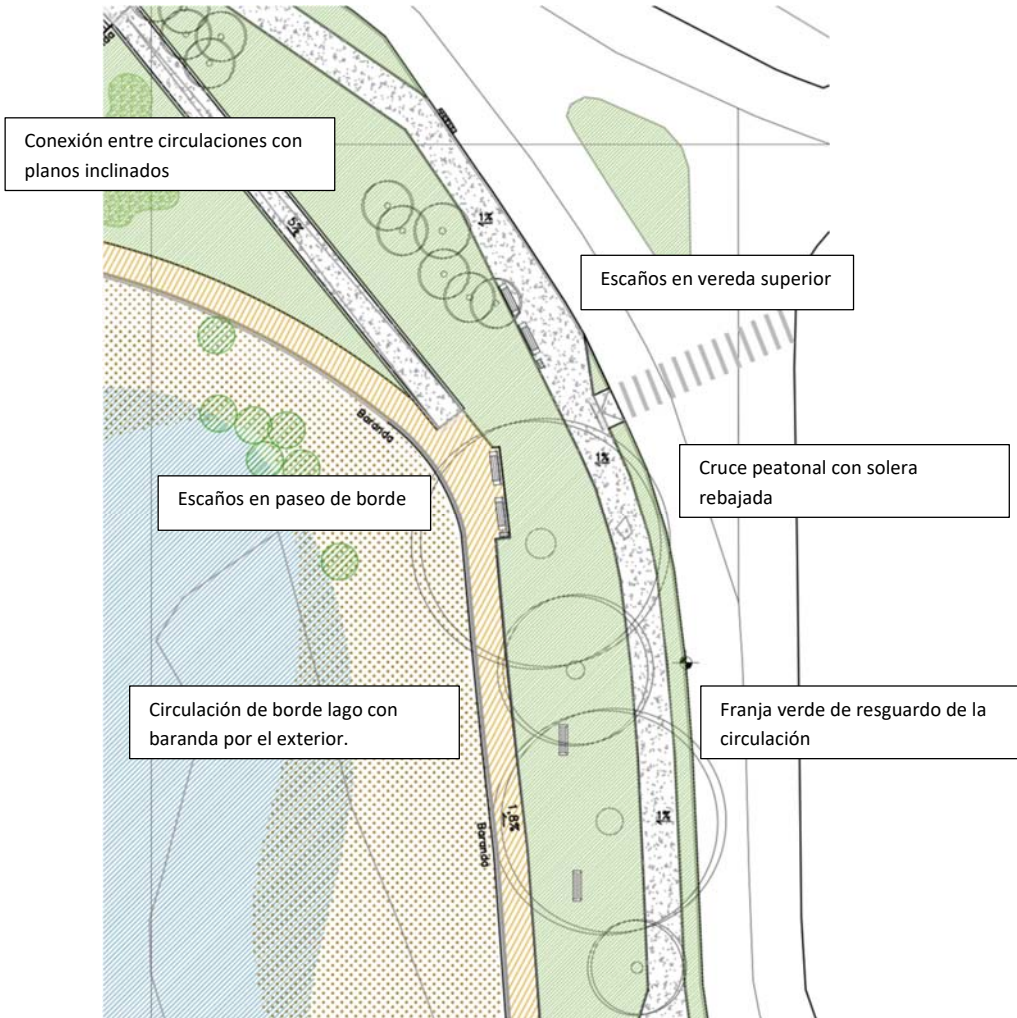 Conexión entre circulaciones con
planos inclinados
1%
5%
Escaños en vereda superior
Baranda
1%
Cruce peatonal con solera
rebajada
Escaños en paseo de borde
Circulación de borde lago con
baranda por el exterior.
Franja verde de resguardo de la
circulación
1,8%
1%
Baranda